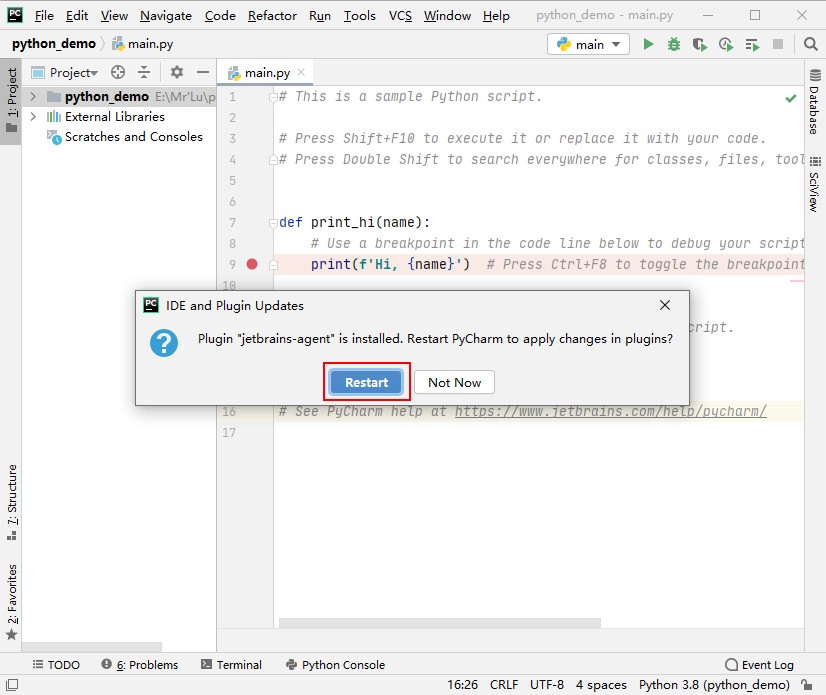 PC File Edit View Navigate Code Refactor Run Tools VCS Window Help python_demo - main.py
python_demo main.py main
Project main.py
1: Project
python_demo E:\Mr'Lu\p
External Libraries
Scratches and Consoles
1 # This is a sample Python script.
2
3 # Press Shift+F10 to execute it or replace it with your code.
4 # Press Double Shift to search everywhere for classes, files, tool
5
6
7 def print_hi(name):
8 # Use a breakpoint in the code line below to debug your script
9 print(f'Hi, {name}') # Press Ctrl+F8 to toggle the breakpoint
10
PC IDE and Plugin Updates
Plugin "jetbrains-agent" is installed. Restart PyCharm to apply changes in plugins?
cript.
Restart Not Now
16 # See PyCharm help at https://www.jetbrains.com/help/pycharm/
17
Database
SciView
7: Structure
2: Favorites
TODO 6: Problems Terminal Python Console Event Log
16:26 CRLF UTF-8 4 spaces Python 3.8 (python_demo)